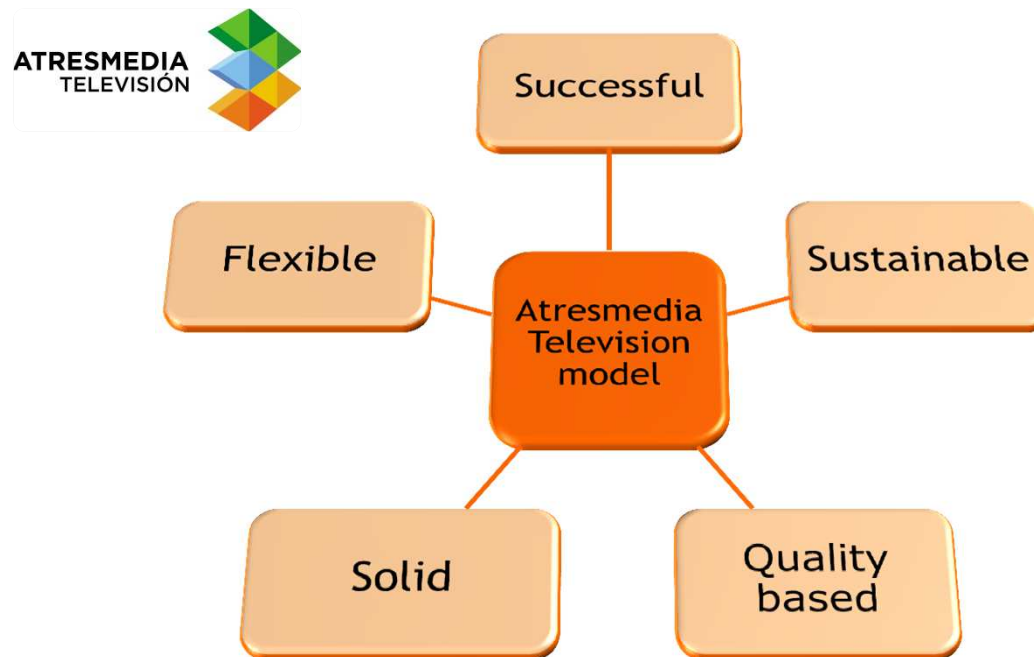 ATRESMEDIA
TELEVISIÓN
Successful
Flexible
Sustainable
Atresmedia
Television
model
Solid
Quality
based